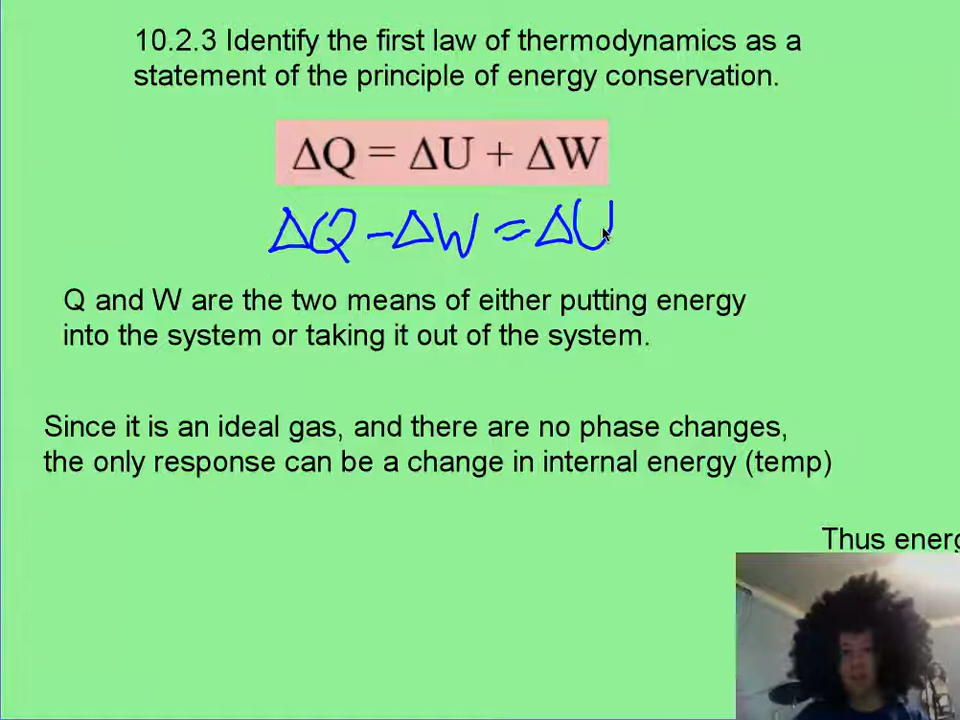 10.2.3 Identify the first law of thermodynamics as a
statement of the principle of energy conservation.
ΔQ = ΔU + ΔW
ΔQ - ΔW = ΔU
Q and W are the two means of either putting energy
into the system or taking it out of the system.
Since it is an ideal gas, and there are no phase changes,
the only response can be a change in internal energy (temp)
Thus energ